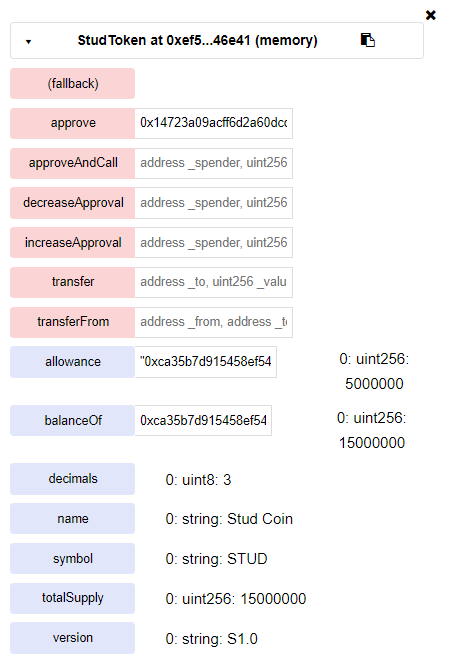 StudToken at 0xef5...46e41 (memory)
(fallback)
approve 0x14723a09acff6d2a60dcc
approveAndCall address _spender, uint256
decreaseApproval address _spender, uint256
increaseApproval address _spender, uint256
transfer address _to, uint256 _valu
transferFrom address _from, address _to
allowance "0xca35b7d915458ef54 0: uint256:
5000000
balanceOf 0xca35b7d915458ef54 0: uint256:
15000000
decimals 0: uint8: 3
name 0: string: Stud Coin
symbol 0: string: STUD
totalSupply 0: uint256: 15000000
version 0: string: S1.0